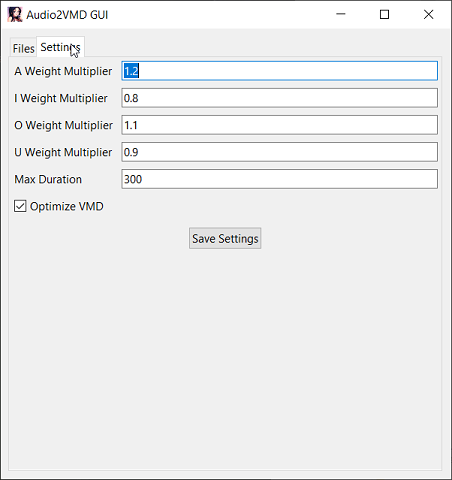 Audio2VMD GUI
Files Settings
A Weight Multiplier 1.2
I Weight Multiplier 0.8
O Weight Multiplier 1.1
U Weight Multiplier 0.9
Max Duration 300
Optimize VMD
Save Settings